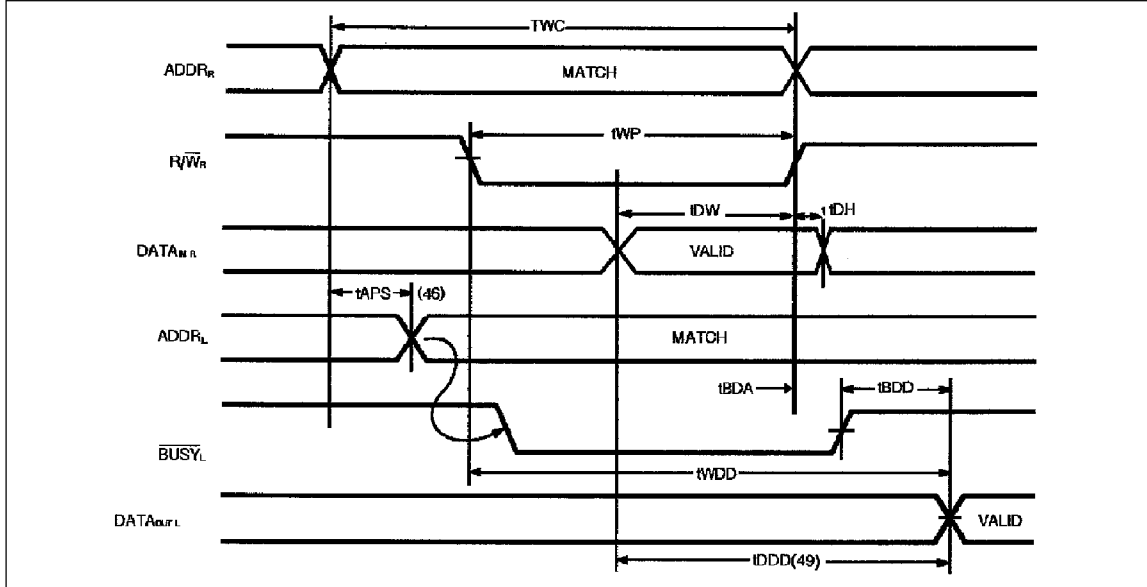 TWC
ADDRR MATCH
tWP
R/WR
tDW tDH
DATAIN R VALID
tAPS (46)
ADDRL MATCH
tBDA tBDD
BUSYL
tWDD
DATAOUT L VALID
tDDD(49)